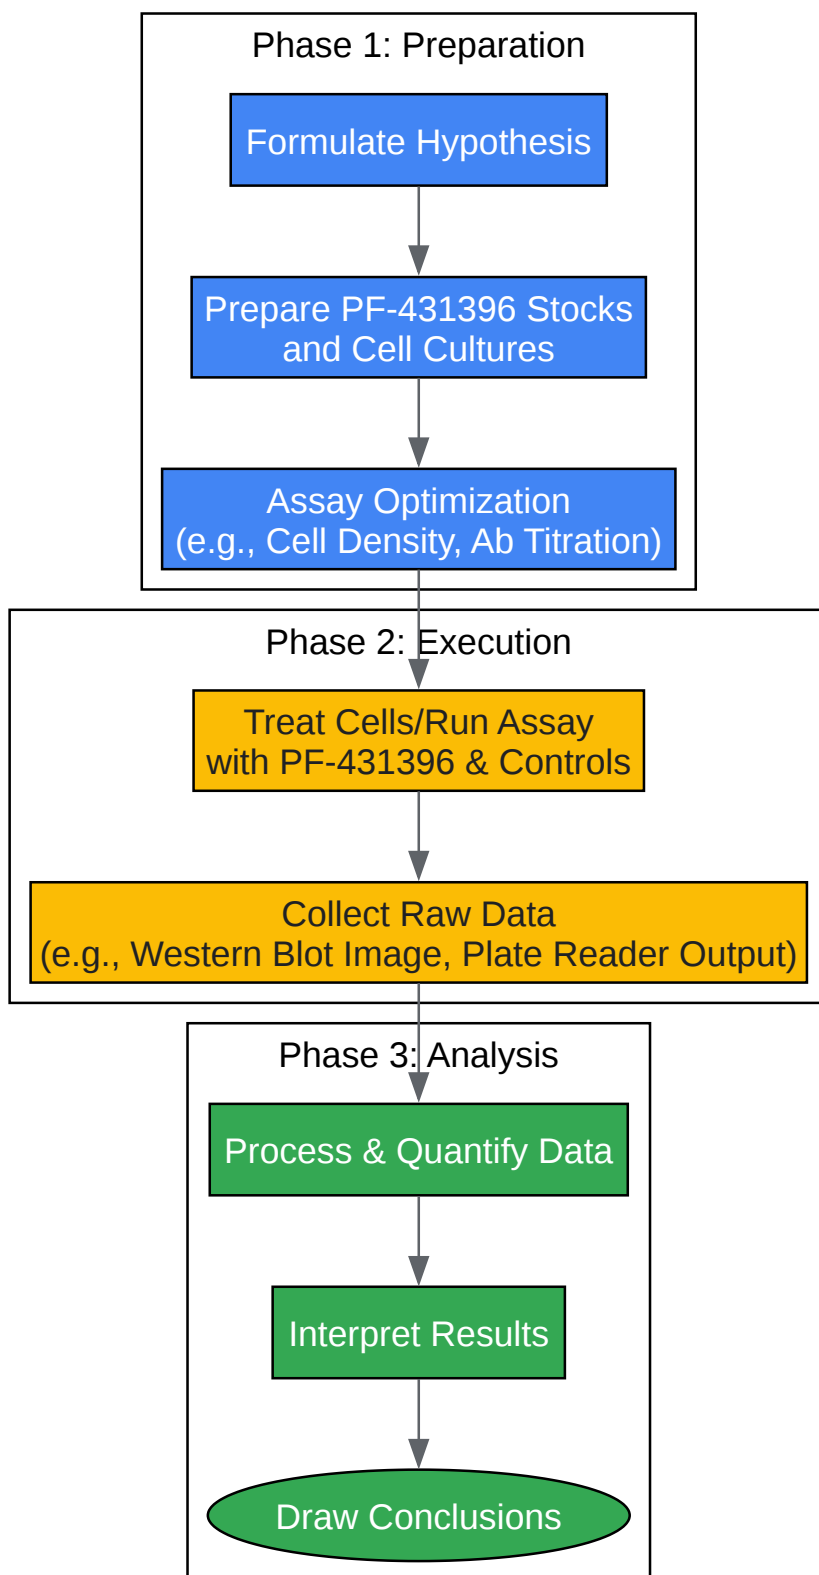 Phase 1: Preparation
Formulate Hypothesis
Prepare PF-431396 Stocks
and Cell Cultures
Assay Optimization
(e.g., Cell Density, Ab Titration)
Phase 2: Execution
Treat Cells/Run Assay
with PF-431396 & Controls
Collect Raw Data
(e.g., Western Blot Image, Plate Reader Output)
Phase 3: Analysis
Process & Quantify Data
Interpret Results
Draw Conclusions